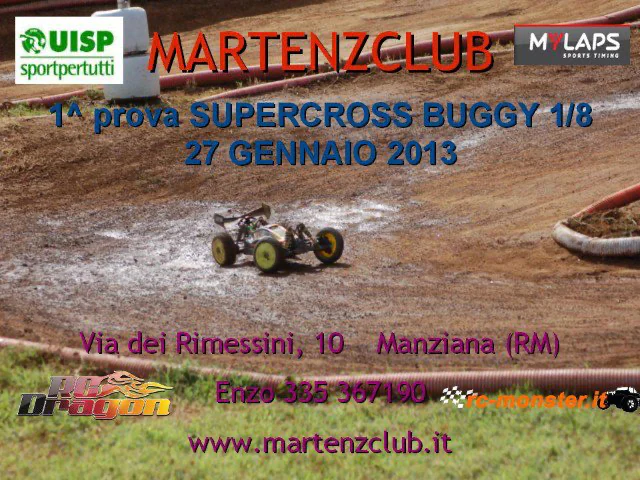 UISP
sportpertutti
MARTENZCLUB
MYLAPS
SPORTS TIMING
1^ prova SUPERCROSS BUGGY 1/8
27 GENNAIO 2013
Via dei Rimessini, 10 Manziana (RM)
RC
Dragon
Enzo 335 367190
rc-monster.it
www.martenzclub.it